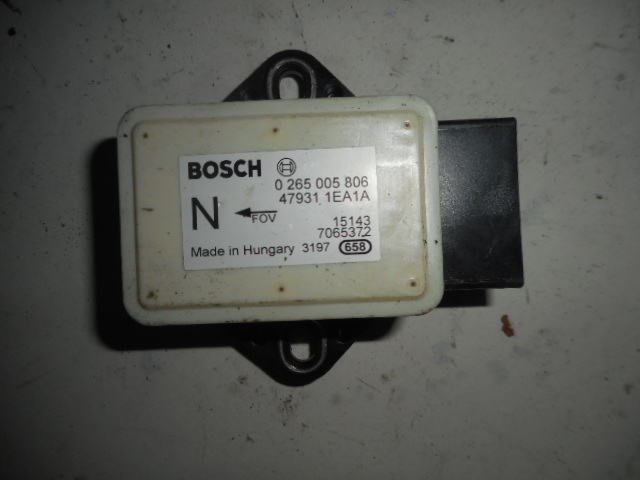 BOSCH
0 265 005 806
47931 1EA1A
N FOV 15143
7065372
Made in Hungary 3197 658